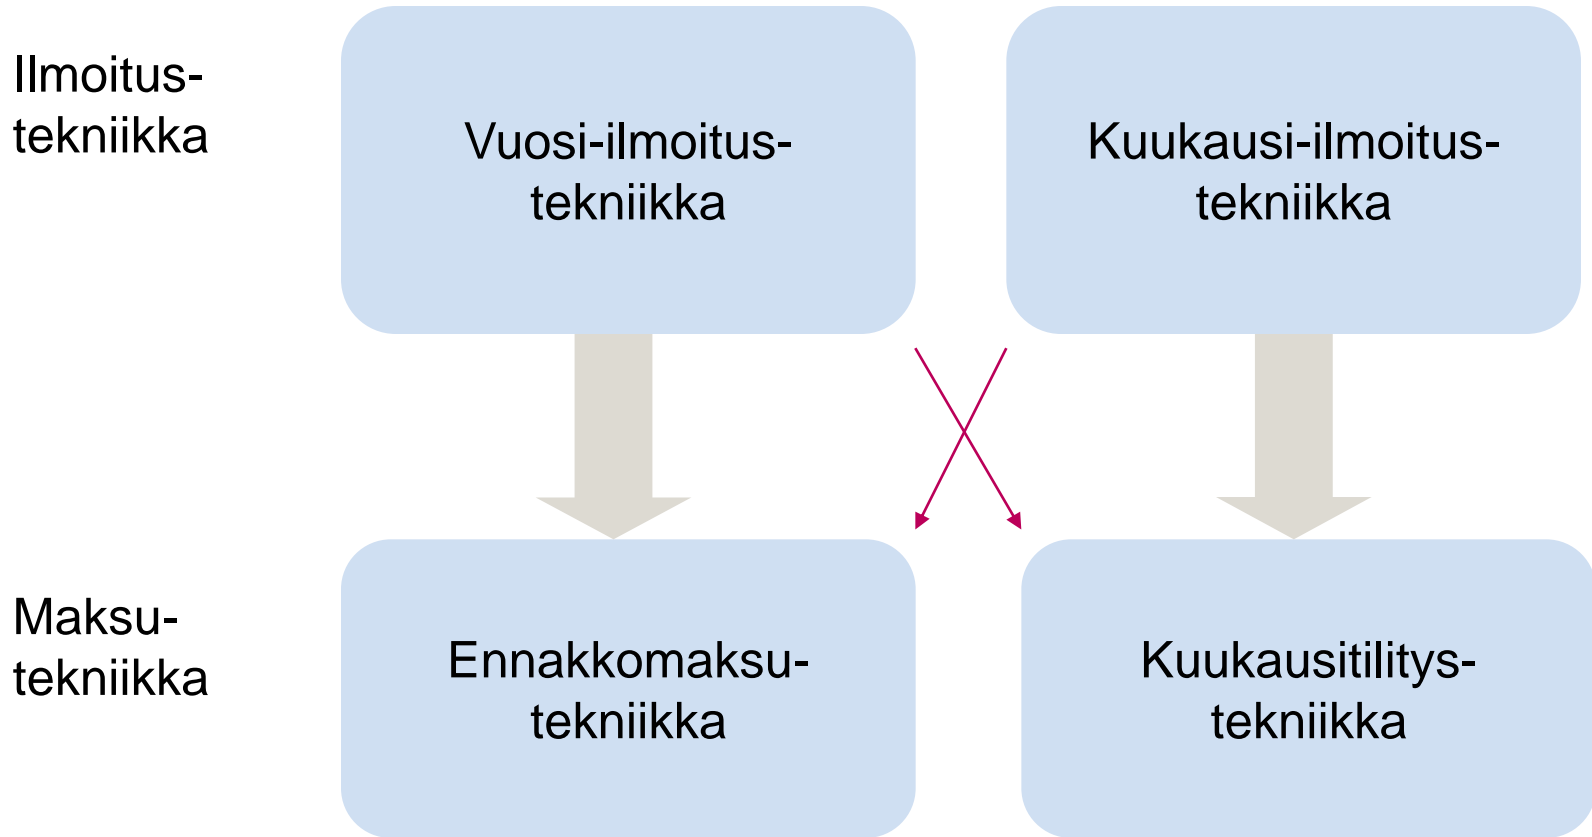 Ilmoitus-
tekniikka
Vuosi-ilmoitus-
tekniikka
Kuukausi-ilmoitus-
tekniikka
Maksu-
tekniikka
Ennakkomaksu-
tekniikka
Kuukausitilitys-
tekniikka